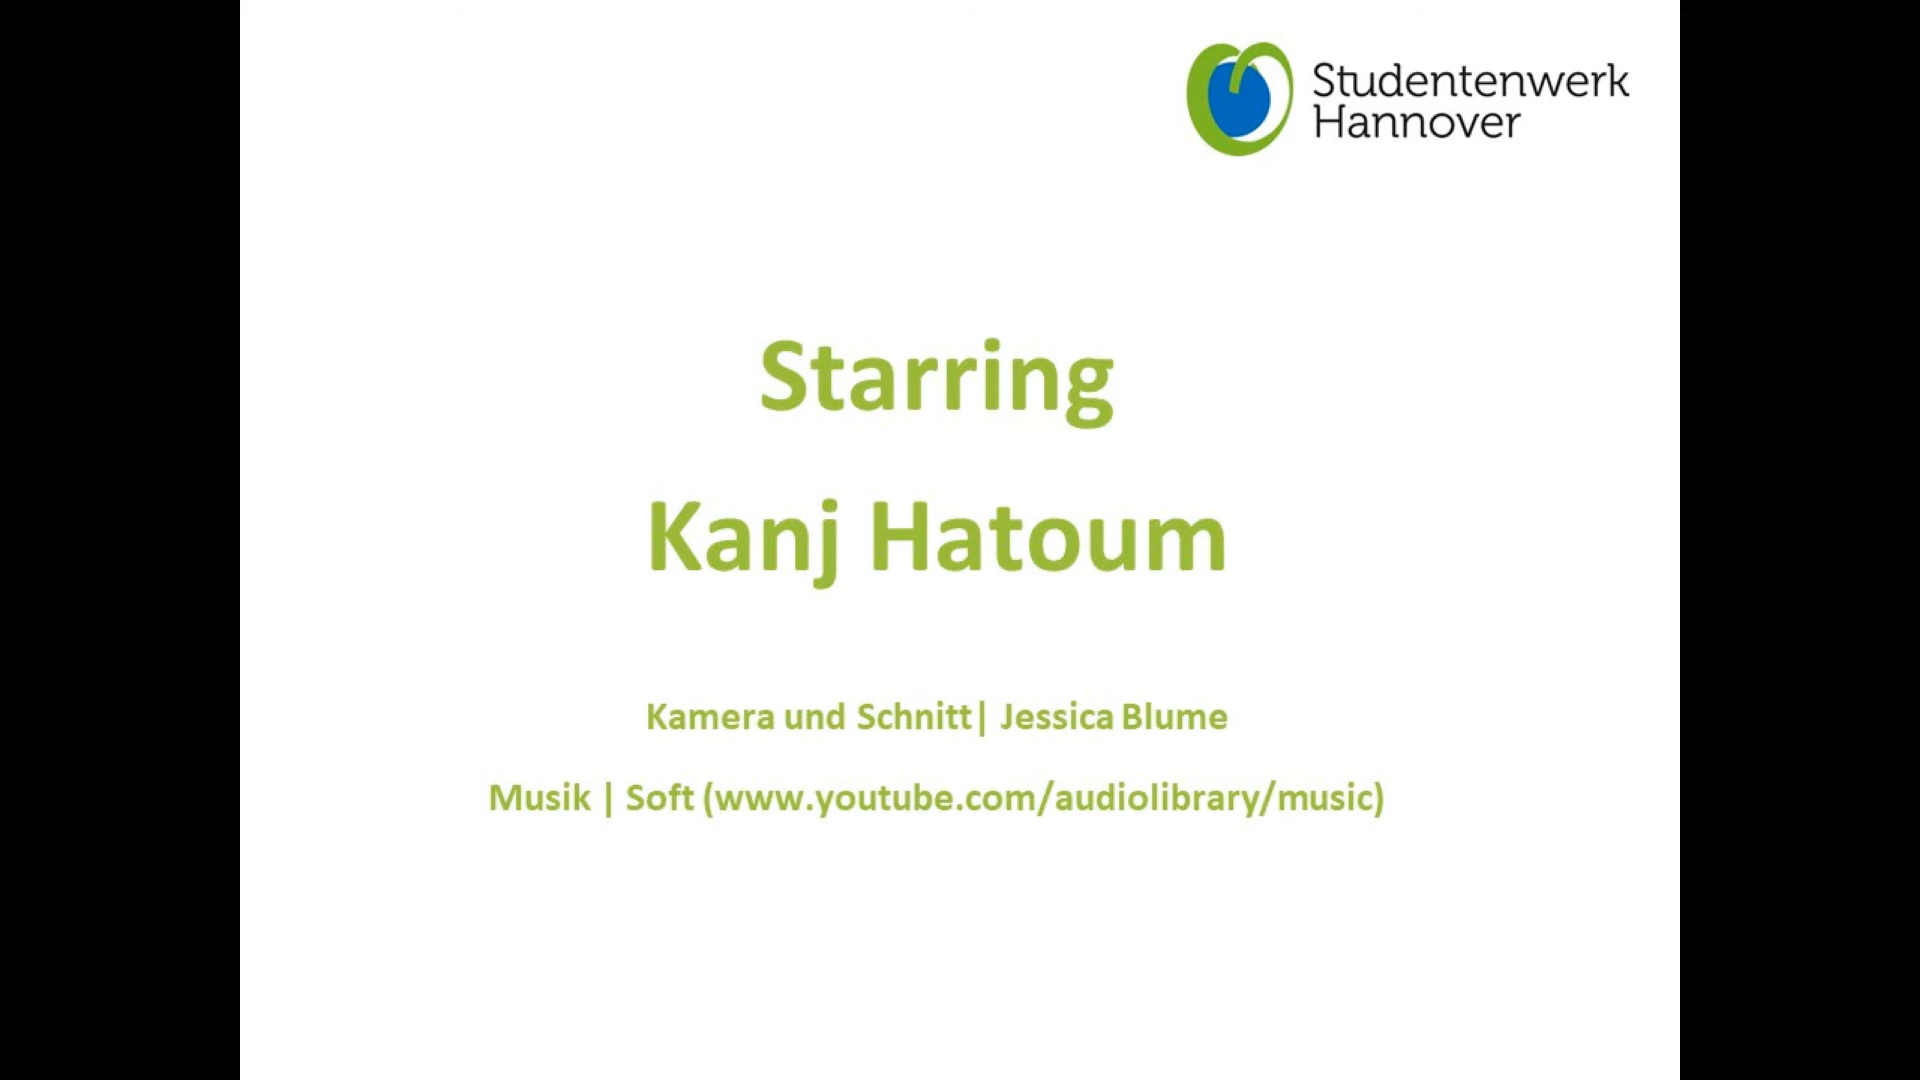 Studentenwerk
Hannover
Starring
Kanj Hatoum
Kamera und Schnitt| Jessica Blume
Musik | Soft (www.youtube.com/audiolibrary/music)